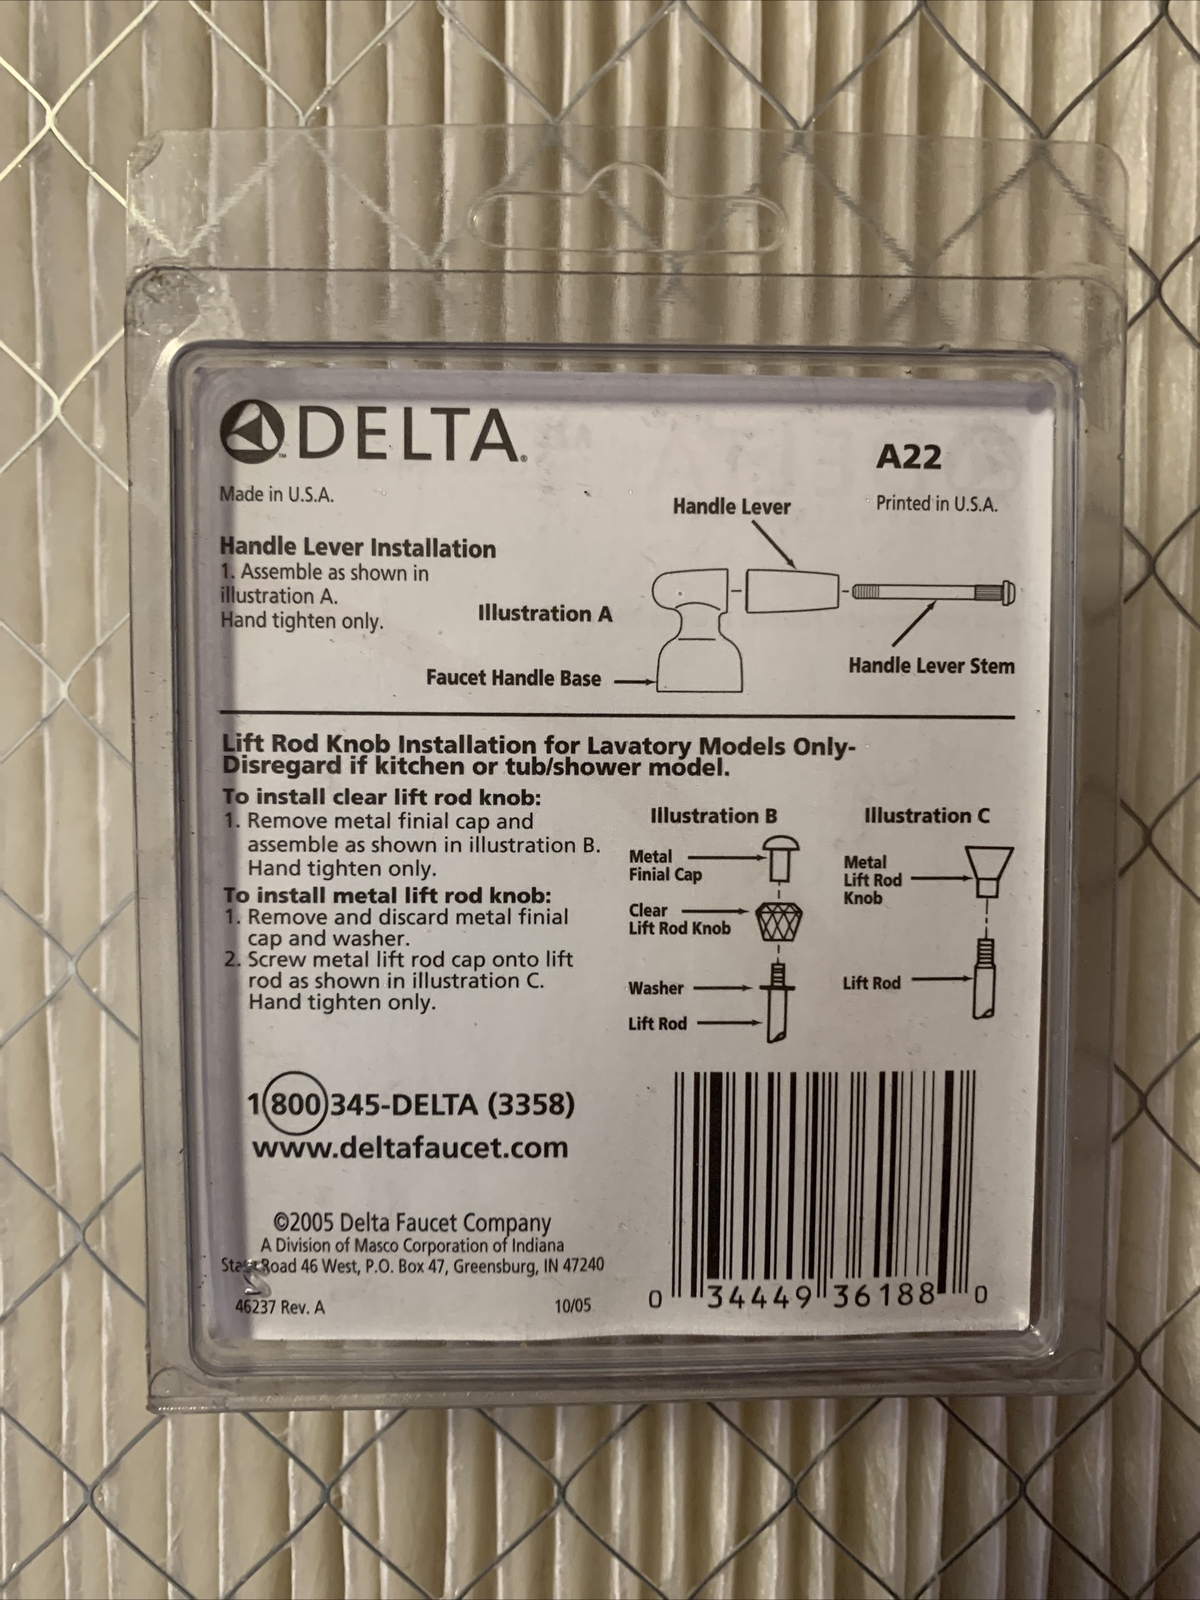 DELTA®
A22
Made in U.S.A.
Printed in U.S.A.
Handle Lever Installation
1. Assemble as shown in
illustration A.
Hand tighten only.
Illustration A
Handle Lever
Handle Lever Stem
Faucet Handle Base
Lift Rod Knob Installation for Lavatory Models Only-
Disregard if kitchen or tub/shower model.
To install clear lift rod knob:
1. Remove metal finial cap and
assemble as shown in illustration B.
Hand tighten only.
To install metal lift rod knob:
1. Remove and discard metal finial
cap and washer.
2. Screw metal lift rod cap onto lift
rod as shown in illustration C.
Hand tighten only.
Illustration B
Metal
Finial Cap
Clear
Lift Rod Knob
Washer
Lift Rod
Illustration C
Metal
Lift Rod
Knob
Lift Rod
1(800)345-DELTA (3358)
www.deltafaucet.com
©2005 Delta Faucet Company
A Division of Masco Corporation of Indiana
Road 46 West, P.O. Box 47, Greensburg, IN 47240
46237 Rev. A
10/05
0 34449 36188 0